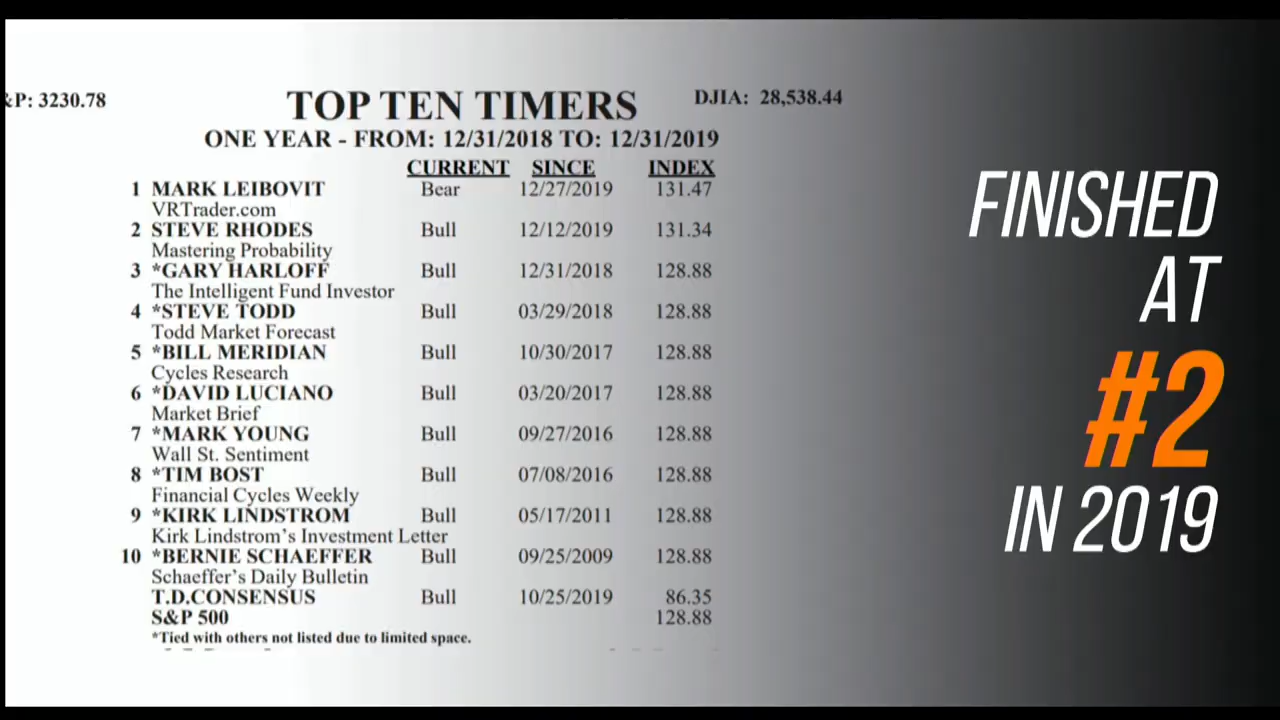 &P: 3230.78
TOP TEN TIMERS
DJIA: 28,538.44
ONE YEAR - FROM: 12/31/2018 TO: 12/31/2019
CURRENT SINCE INDEX
1 MARK LEIBOVIT Bear 12/27/2019 131.47
VRTrader.com
2 STEVE RHODES Bull 12/12/2019 131.34
Mastering Probability
3 *GARY HARLOFF Bull 12/31/2018 128.88
The Intelligent Fund Investor
4 *STEVE TODD Bull 03/29/2018 128.88
Todd Market Forecast
5 *BILL MERIDIAN Bull 10/30/2017 128.88
Cycles Research
6 *DAVID LUCIANO Bull 03/20/2017 128.88
Market Brief
7 *MARK YOUNG Bull 09/27/2016 128.88
Wall St. Sentiment
8 *TIM BOST Bull 07/08/2016 128.88
Financial Cycles Weekly
9 *KIRK LINDSTROM Bull 05/17/2011 128.88
Kirk Lindstrom's Investment Letter
10 *BERNIE SCHAEFFER Bull 09/25/2009 128.88
Schaeffer's Daily Bulletin
T.D.CONSENSUS Bull 10/25/2019 86.35
S&P 500 128.88
*Tied with others not listed due to limited space.
FINISHED
AT
#2
IN 2019